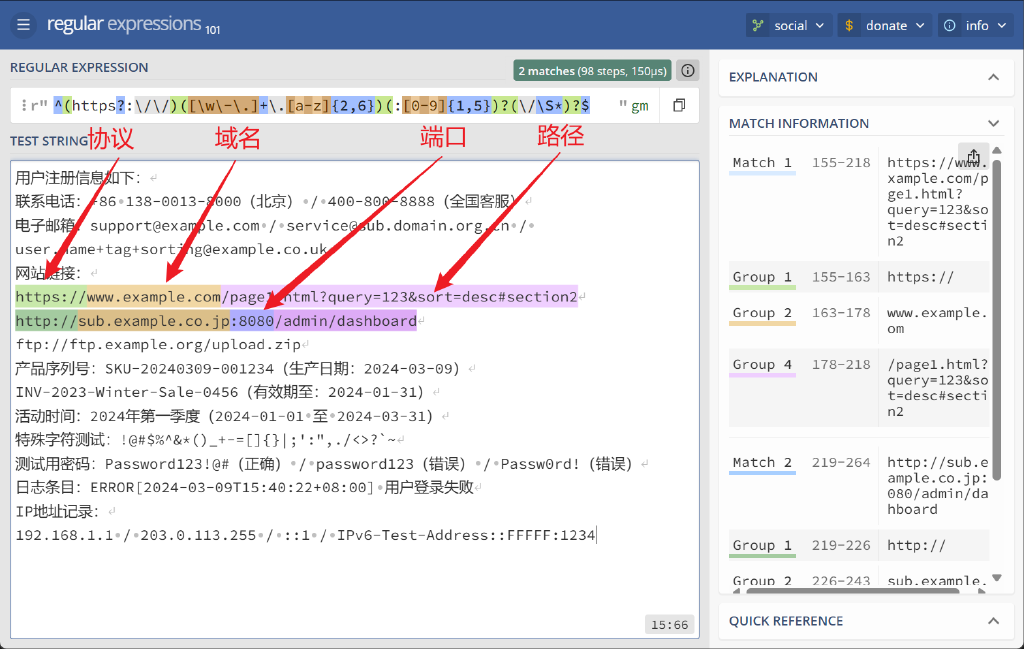 regular expressions 101
social
donate
info
REGULAR EXPRESSION
2 matches (98 steps, 150μs)
r" ^(https?:\/\/)([\w\-\.]+\.[a-z]{2,6})(:[0-9]{1,5})?(\/\S*)?$ " gm
TEST STRING
协议
域名
端口
路径
用户注册信息如下:
联系电话: +86 138-0013-8000 (北京) / 400-800-8888 (全国客服)
电子邮箱: support@example.com / service@sub.domain.org.cn /
user.name+tag+sorting@example.co.uk
网站链接:
https://www.example.com/page1.html?query=123&sort=desc#section2
http://sub.example.co.jp:8080/admin/dashboard
ftp://ftp.example.org/upload.zip
产品序列号: SKU-20240309-001234 (生产日期: 2024-03-09)
INV-2023-Winter-Sale-0456 (有效期至: 2024-01-31)
活动时间: 2024年第一季度 (2024-01-01 至 2024-03-31)
特殊字符测试: !@#$%^&*()_+-=[]{}|;':",./<>?`~
测试用密码: Password123!@# (正确) / password123 (错误) / Passw0rd! (错误)
日志条目: ERROR[2024-03-09T15:40:22+08:00] 用户登录失败
IP地址记录:
192.168.1.1 / 203.0.113.255 / ::1 / IPv6-Test-Address::FFFFF:1234
15:66
EXPLANATION
MATCH INFORMATION
Match 1 155-218 https://www.
xample.com/p
ge1.html?
query=123&so
t=desc#secti
n2
Group 1 155-163 https://
Group 2 163-178 www.example.
om
Group 4 178-218 /page1.html?
query=123&so
t=desc#secti
n2
Match 2 219-264 http://sub.e
ample.co.jp:
080/admin/da
hboard
Group 1 219-226 http://
Group 2 226-243 sub.example.
QUICK REFERENCE